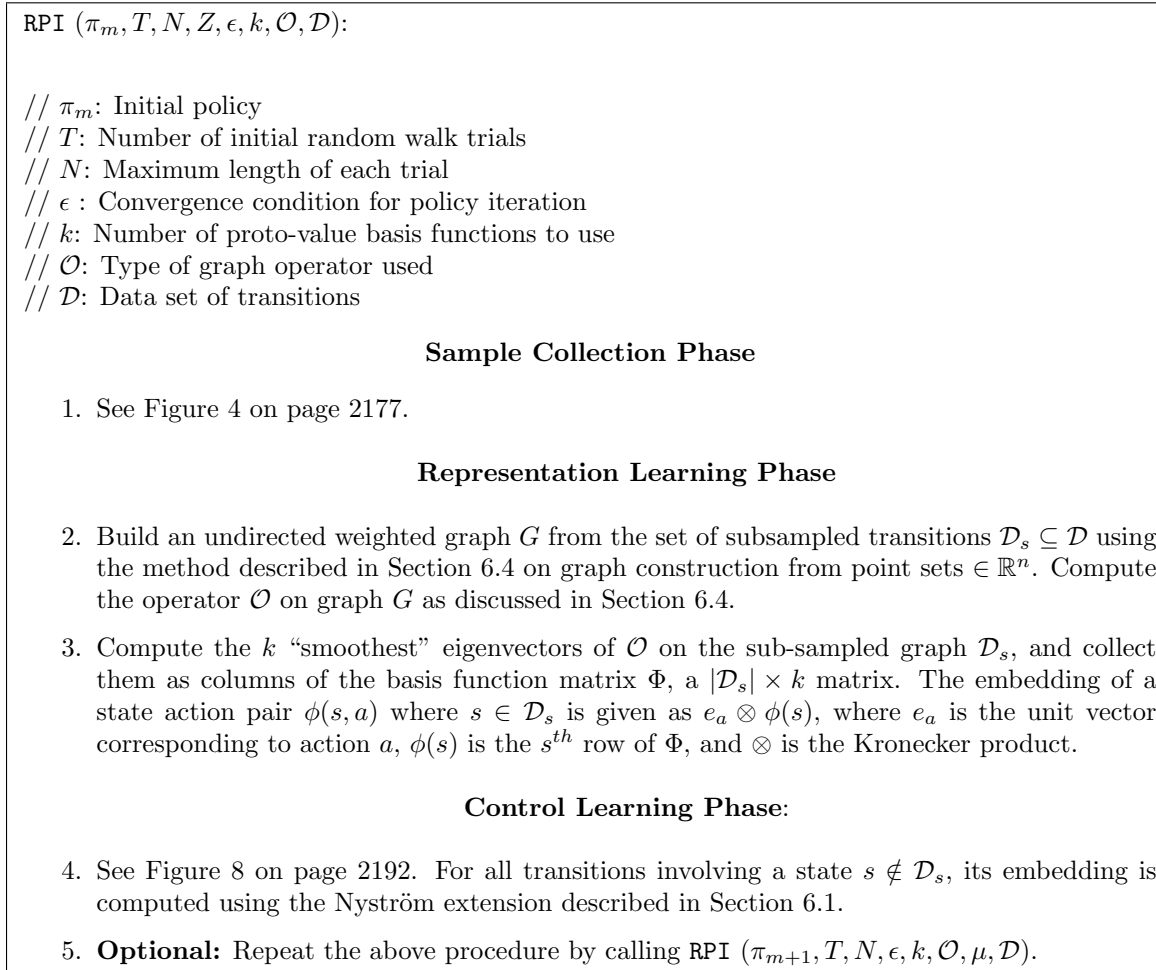 RPI (π_m, T, N, Z, ϵ, k, 𝒪, 𝒟):
// π_m: Initial policy
// T: Number of initial random walk trials
// N: Maximum length of each trial
// ϵ : Convergence condition for policy iteration
// k: Number of proto-value basis functions to use
// 𝒪: Type of graph operator used
// 𝒟: Data set of transitions
Sample Collection Phase
1. See Figure 4 on page 2177.
Representation Learning Phase
2. Build an undirected weighted graph G from the set of subsampled transitions 𝒟_s ⊆ 𝒟 using
the method described in Section 6.4 on graph construction from point sets ∈ ℝ^n. Compute
the operator 𝒪 on graph G as discussed in Section 6.4.
3. Compute the k “smoothest” eigenvectors of 𝒪 on the sub-sampled graph 𝒟_s, and collect
them as columns of the basis function matrix Φ, a |𝒟_s| × k matrix. The embedding of a
state action pair ϕ(s, a) where s ∈ 𝒟_s is given as e_a ⊗ ϕ(s), where e_a is the unit vector
corresponding to action a, ϕ(s) is the s^th row of Φ, and ⊗ is the Kronecker product.
Control Learning Phase:
4. See Figure 8 on page 2192. For all transitions involving a state s ∉ 𝒟_s, its embedding is
computed using the Nyström extension described in Section 6.1.
5. Optional: Repeat the above procedure by calling RPI (π_{m+1}, T, N, ϵ, k, 𝒪, μ, 𝒟).